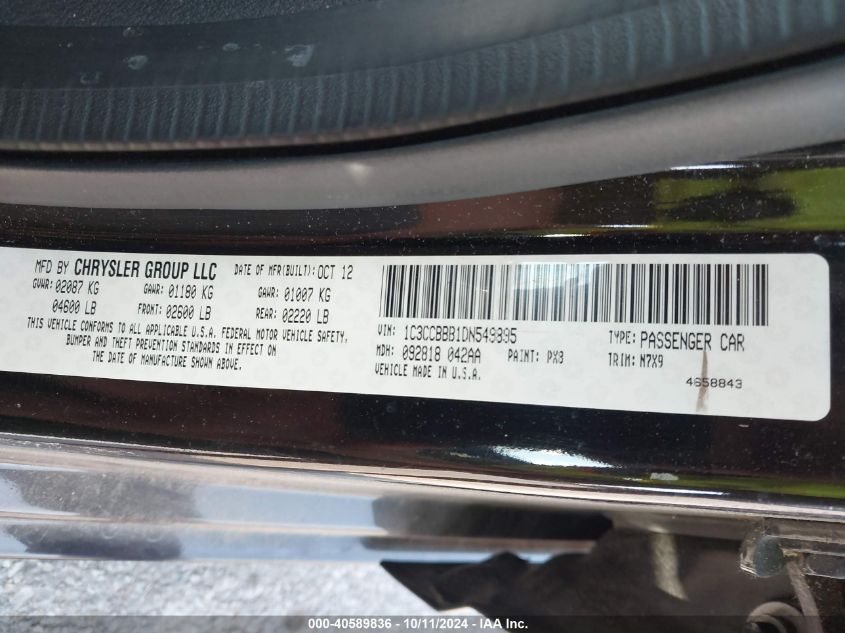 MFD BY CHRYSLER GROUP LLC DATE OF MFR(BUILT): OCT 12
GVWR: 02087 KG GAWR: 01180 KG GAWR: 01007 KG
04600 LB FRONT: 02600 LB REAR: 02220 LB
THIS VEHICLE CONFORMS TO ALL APPLICABLE U.S.A. FEDERAL MOTOR VEHICLE SAFETY,
BUMPER AND THEFT PREVENTION STANDARDS IN EFFECT ON
THE DATE OF MANUFACTURE SHOWN ABOVE.
VIN: 1C3CCBBB1DN549895 TYPE: PASSENGER CAR
MDH: 092818 042AA PAINT: PX3 TRIM: N7X9
VEHICLE MADE IN U.S.A.
4658843
000-40589836 - 10/11/2024 - IAA Inc.